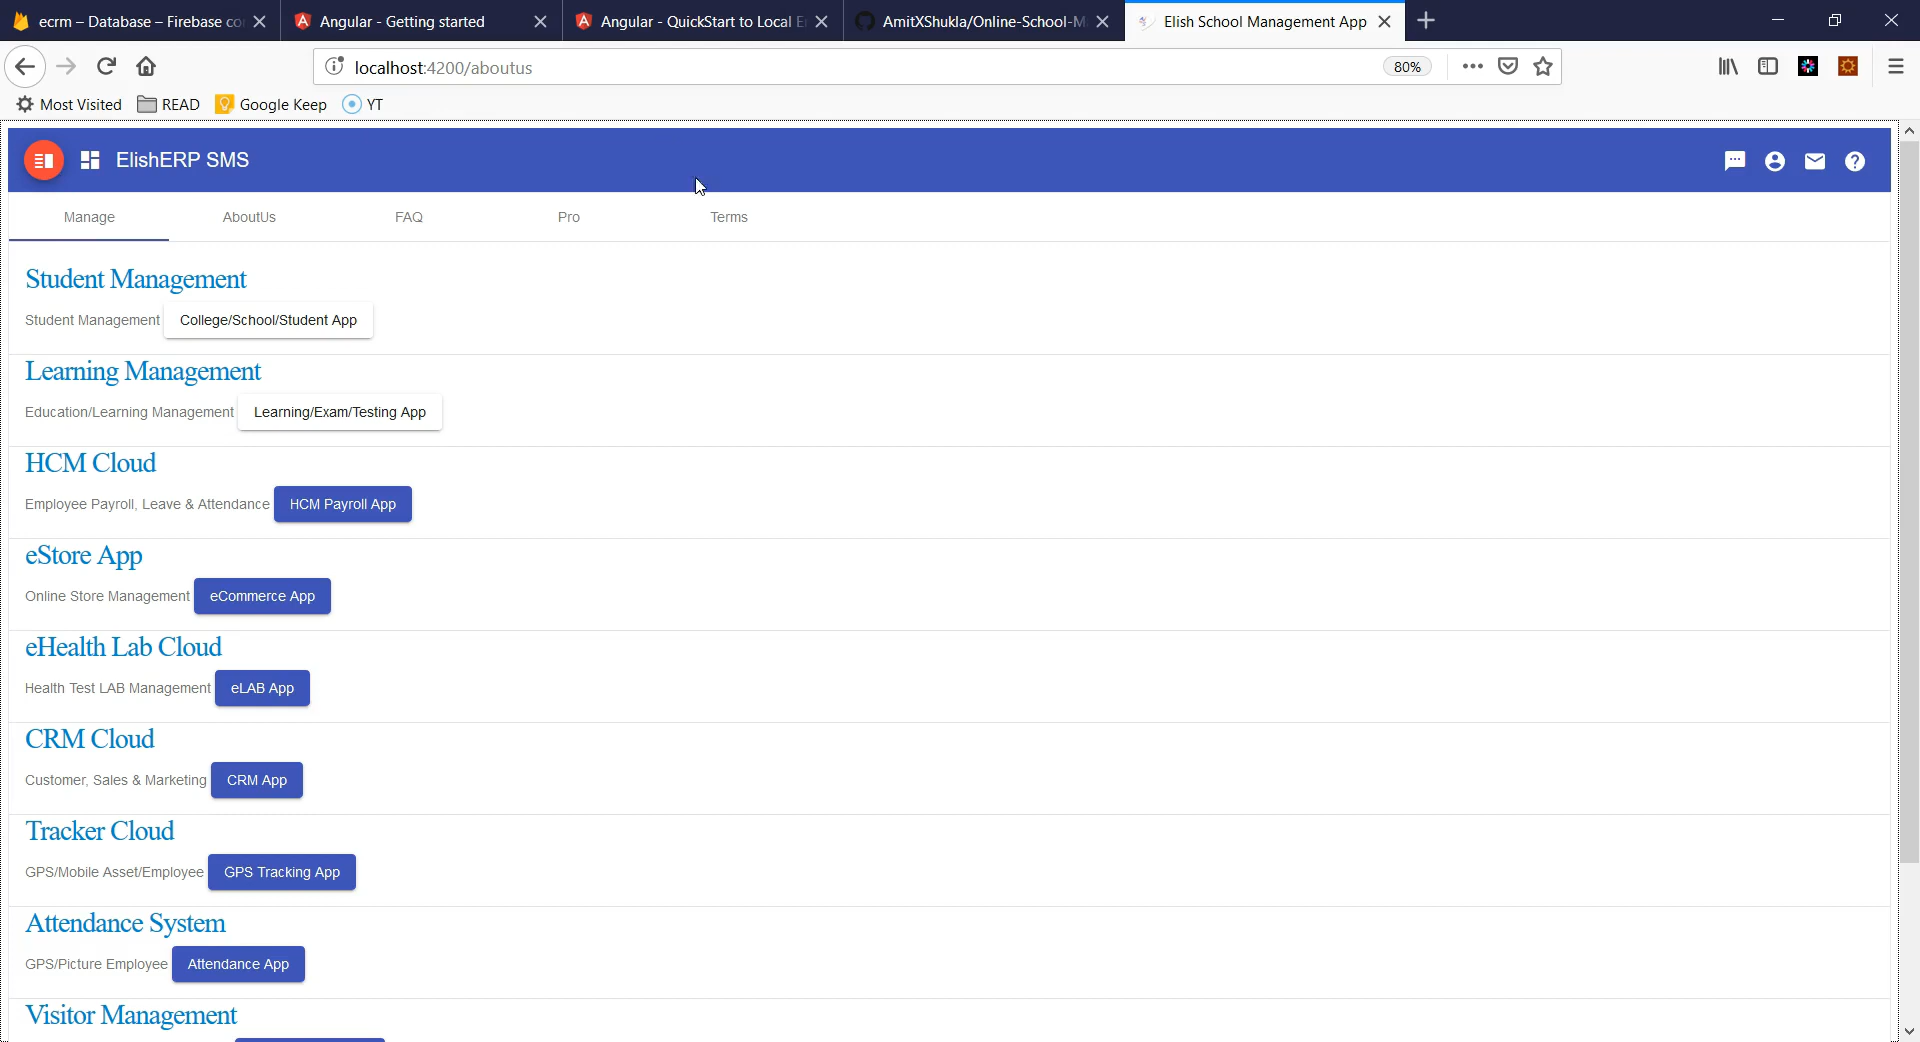 ecrm – Database – Firebase co
Angular - Getting started
Angular - QuickStart to Local E
AmitXShukla/Online-School-M
Elish School Management App
localhost:4200/aboutus
80%
Most Visited
READ
Google Keep
YT
ElishERP SMS
Manage
AboutUs
FAQ
Pro
Terms
Student Management
Student Management College/School/Student App
Learning Management
Education/Learning Management Learning/Exam/Testing App
HCM Cloud
Employee Payroll, Leave & Attendance HCM Payroll App
eStore App
Online Store Management eCommerce App
eHealth Lab Cloud
Health Test LAB Management eLAB App
CRM Cloud
Customer, Sales & Marketing CRM App
Tracker Cloud
GPS/Mobile Asset/Employee GPS Tracking App
Attendance System
GPS/Picture Employee Attendance App
Visitor Management